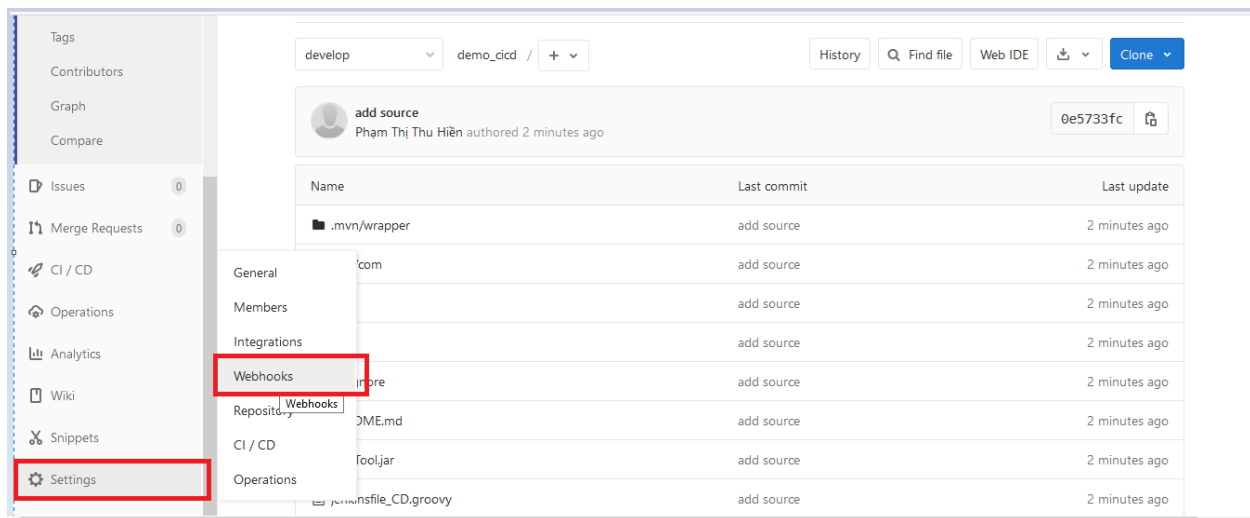 Tags
Contributors
Graph
Compare
Issues 0
Merge Requests 0
CI / CD
Operations
Analytics
Wiki
Snippets
Settings
General
Members
Integrations
Webhooks
Webhooks
Repository
CI / CD
Operations
develop demo_cicd / + History Find file Web IDE Clone
add source
Phạm Thị Thu Hiền authored 2 minutes ago 0e5733fc
Name Last commit Last update
.mvn/wrapper add source 2 minutes ago
/com add source 2 minutes ago
add source 2 minutes ago
add source 2 minutes ago
gnore add source 2 minutes ago
DME.md add source 2 minutes ago
Tool.jar add source 2 minutes ago
Jenkinsfile_CD.groovy add source 2 minutes ago